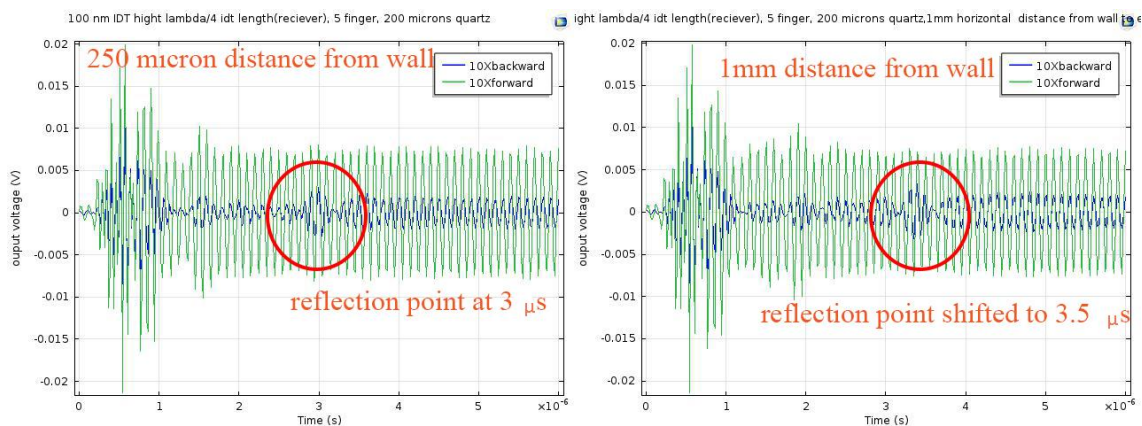 100 nm IDT hight lambda/4 idt length(reciever), 5 finger, 200 microns quartz
250 micron distance from wall
10Xbackward
10Xforward
ouput voltage (V)
0.02
0.015
0.01
0.005
0
-0.005
-0.01
-0.015
-0.02
reflection point at 3 μs
0
1
2
3
4
5
×10⁻⁶
Time (s)
ight lambda/4 idt length(reciever), 5 finger, 200 microns quartz,1mm horizontal distance from wall to e
1mm distance from wall
10Xbackward
10Xforward
ouput voltage (V)
0.02
0.015
0.01
0.005
0
-0.005
-0.01
-0.015
-0.02
reflection point shifted to 3.5 μs
0
1
2
3
4
5
×10⁻⁶
Time (s)